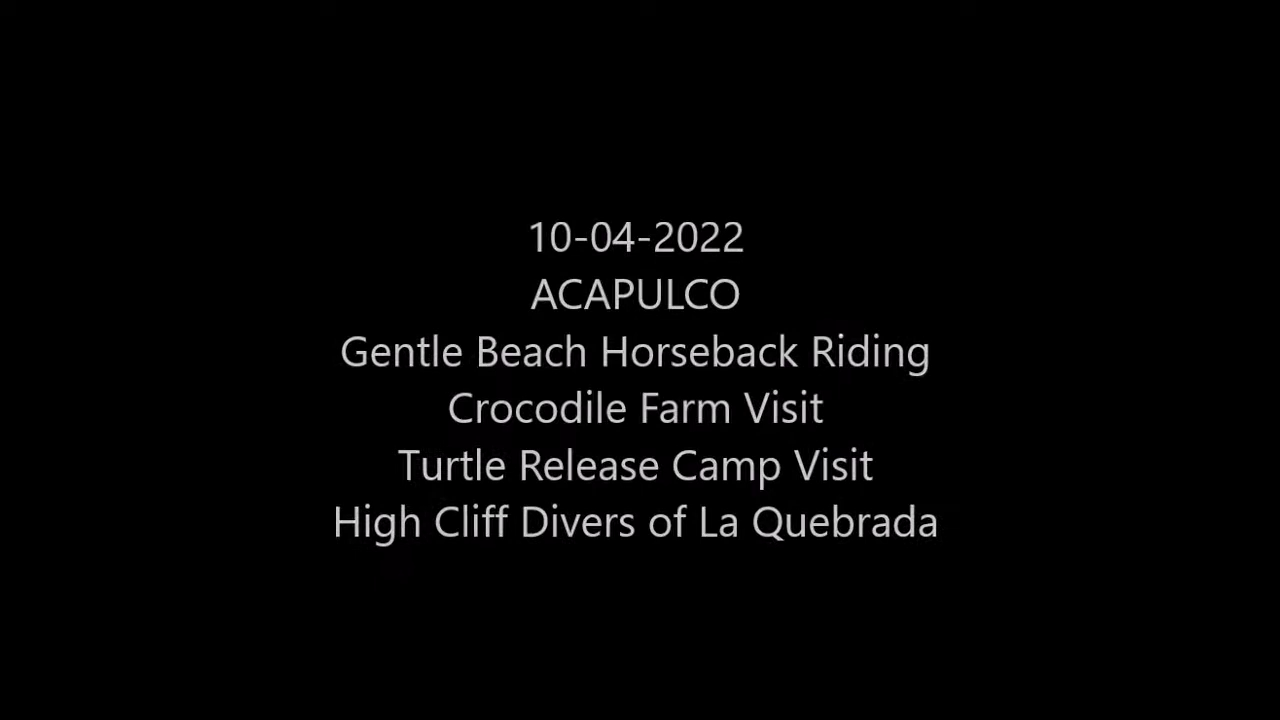 10-04-2022
ACAPULCO
Gentle Beach Horseback Riding
Crocodile Farm Visit
Turtle Release Camp Visit
High Cliff Divers of La Quebrada